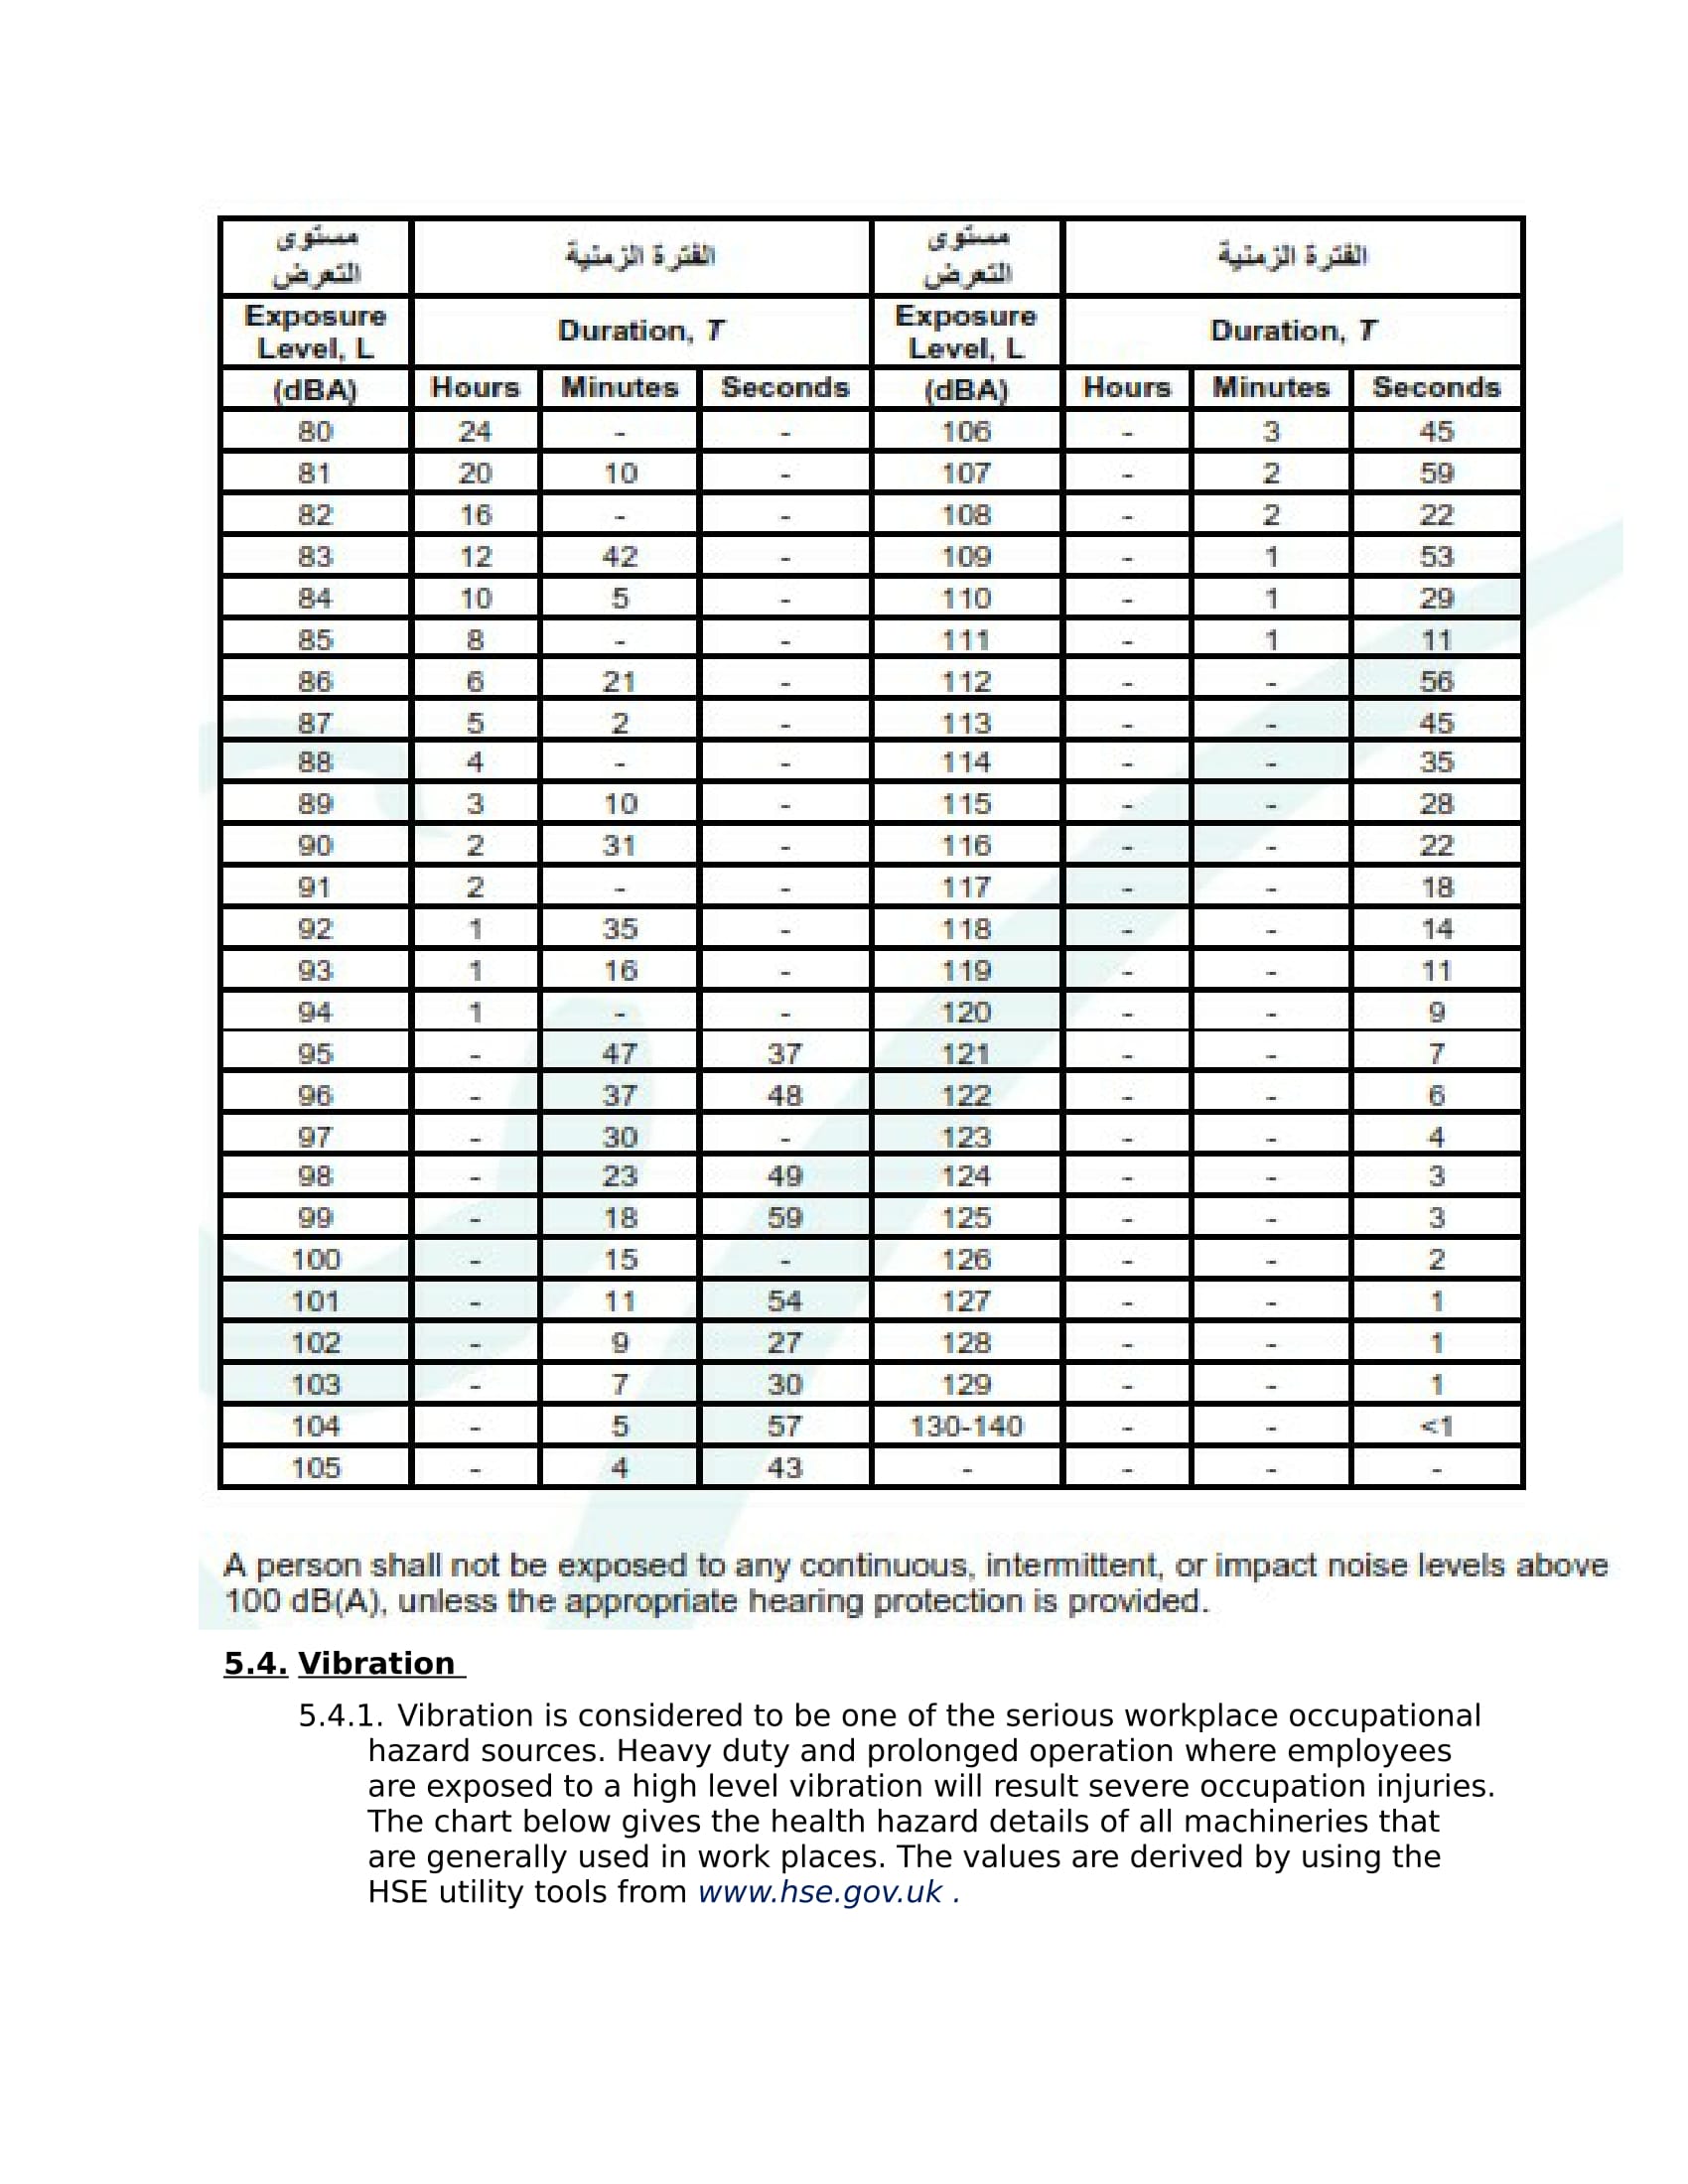 مستوى التعرض | الفترة الزمنية | مستوى التعرض | الفترة الزمنية
Exposure Level, L | Duration, T | Exposure Level, L | Duration, T
(dBA) | Hours | Minutes | Seconds | (dBA) | Hours | Minutes | Seconds
80 | 24 | - | - | 106 | - | 3 | 45
81 | 20 | 10 | - | 107 | - | 2 | 59
82 | 16 | - | - | 108 | - | 2 | 22
83 | 12 | 42 | - | 109 | - | 1 | 53
84 | 10 | 5 | - | 110 | - | 1 | 29
85 | 8 | - | - | 111 | - | 1 | 11
86 | 6 | 21 | - | 112 | - | - | 56
87 | 5 | 2 | - | 113 | - | - | 45
88 | 4 | - | - | 114 | - | - | 35
89 | 3 | 10 | - | 115 | - | - | 28
90 | 2 | 31 | - | 116 | - | - | 22
91 | 2 | - | - | 117 | - | - | 18
92 | 1 | 35 | - | 118 | - | - | 14
93 | 1 | 16 | - | 119 | - | - | 11
94 | 1 | - | - | 120 | - | - | 9
95 | - | 47 | 37 | 121 | - | - | 7
96 | - | 37 | 48 | 122 | - | - | 6
97 | - | 30 | - | 123 | - | - | 4
98 | - | 23 | 49 | 124 | - | - | 3
99 | - | 18 | 59 | 125 | - | - | 3
100 | - | 15 | - | 126 | - | - | 2
101 | - | 11 | 54 | 127 | - | - | 1
102 | - | 9 | 27 | 128 | - | - | 1
103 | - | 7 | 30 | 129 | - | - | 1
104 | - | 5 | 57 | 130-140 | - | - | <1
105 | - | 4 | 43 | - | - | - | -
A person shall not be exposed to any continuous, intermittent, or impact noise levels above
100 dB(A), unless the appropriate hearing protection is provided.
5.4. Vibration
5.4.1. Vibration is considered to be one of the serious workplace occupational
hazard sources. Heavy duty and prolonged operation where employees
are exposed to a high level vibration will result severe occupation injuries.
The chart below gives the health hazard details of all machineries that
are generally used in work places. The values are derived by using the
HSE utility tools from www.hse.gov.uk .